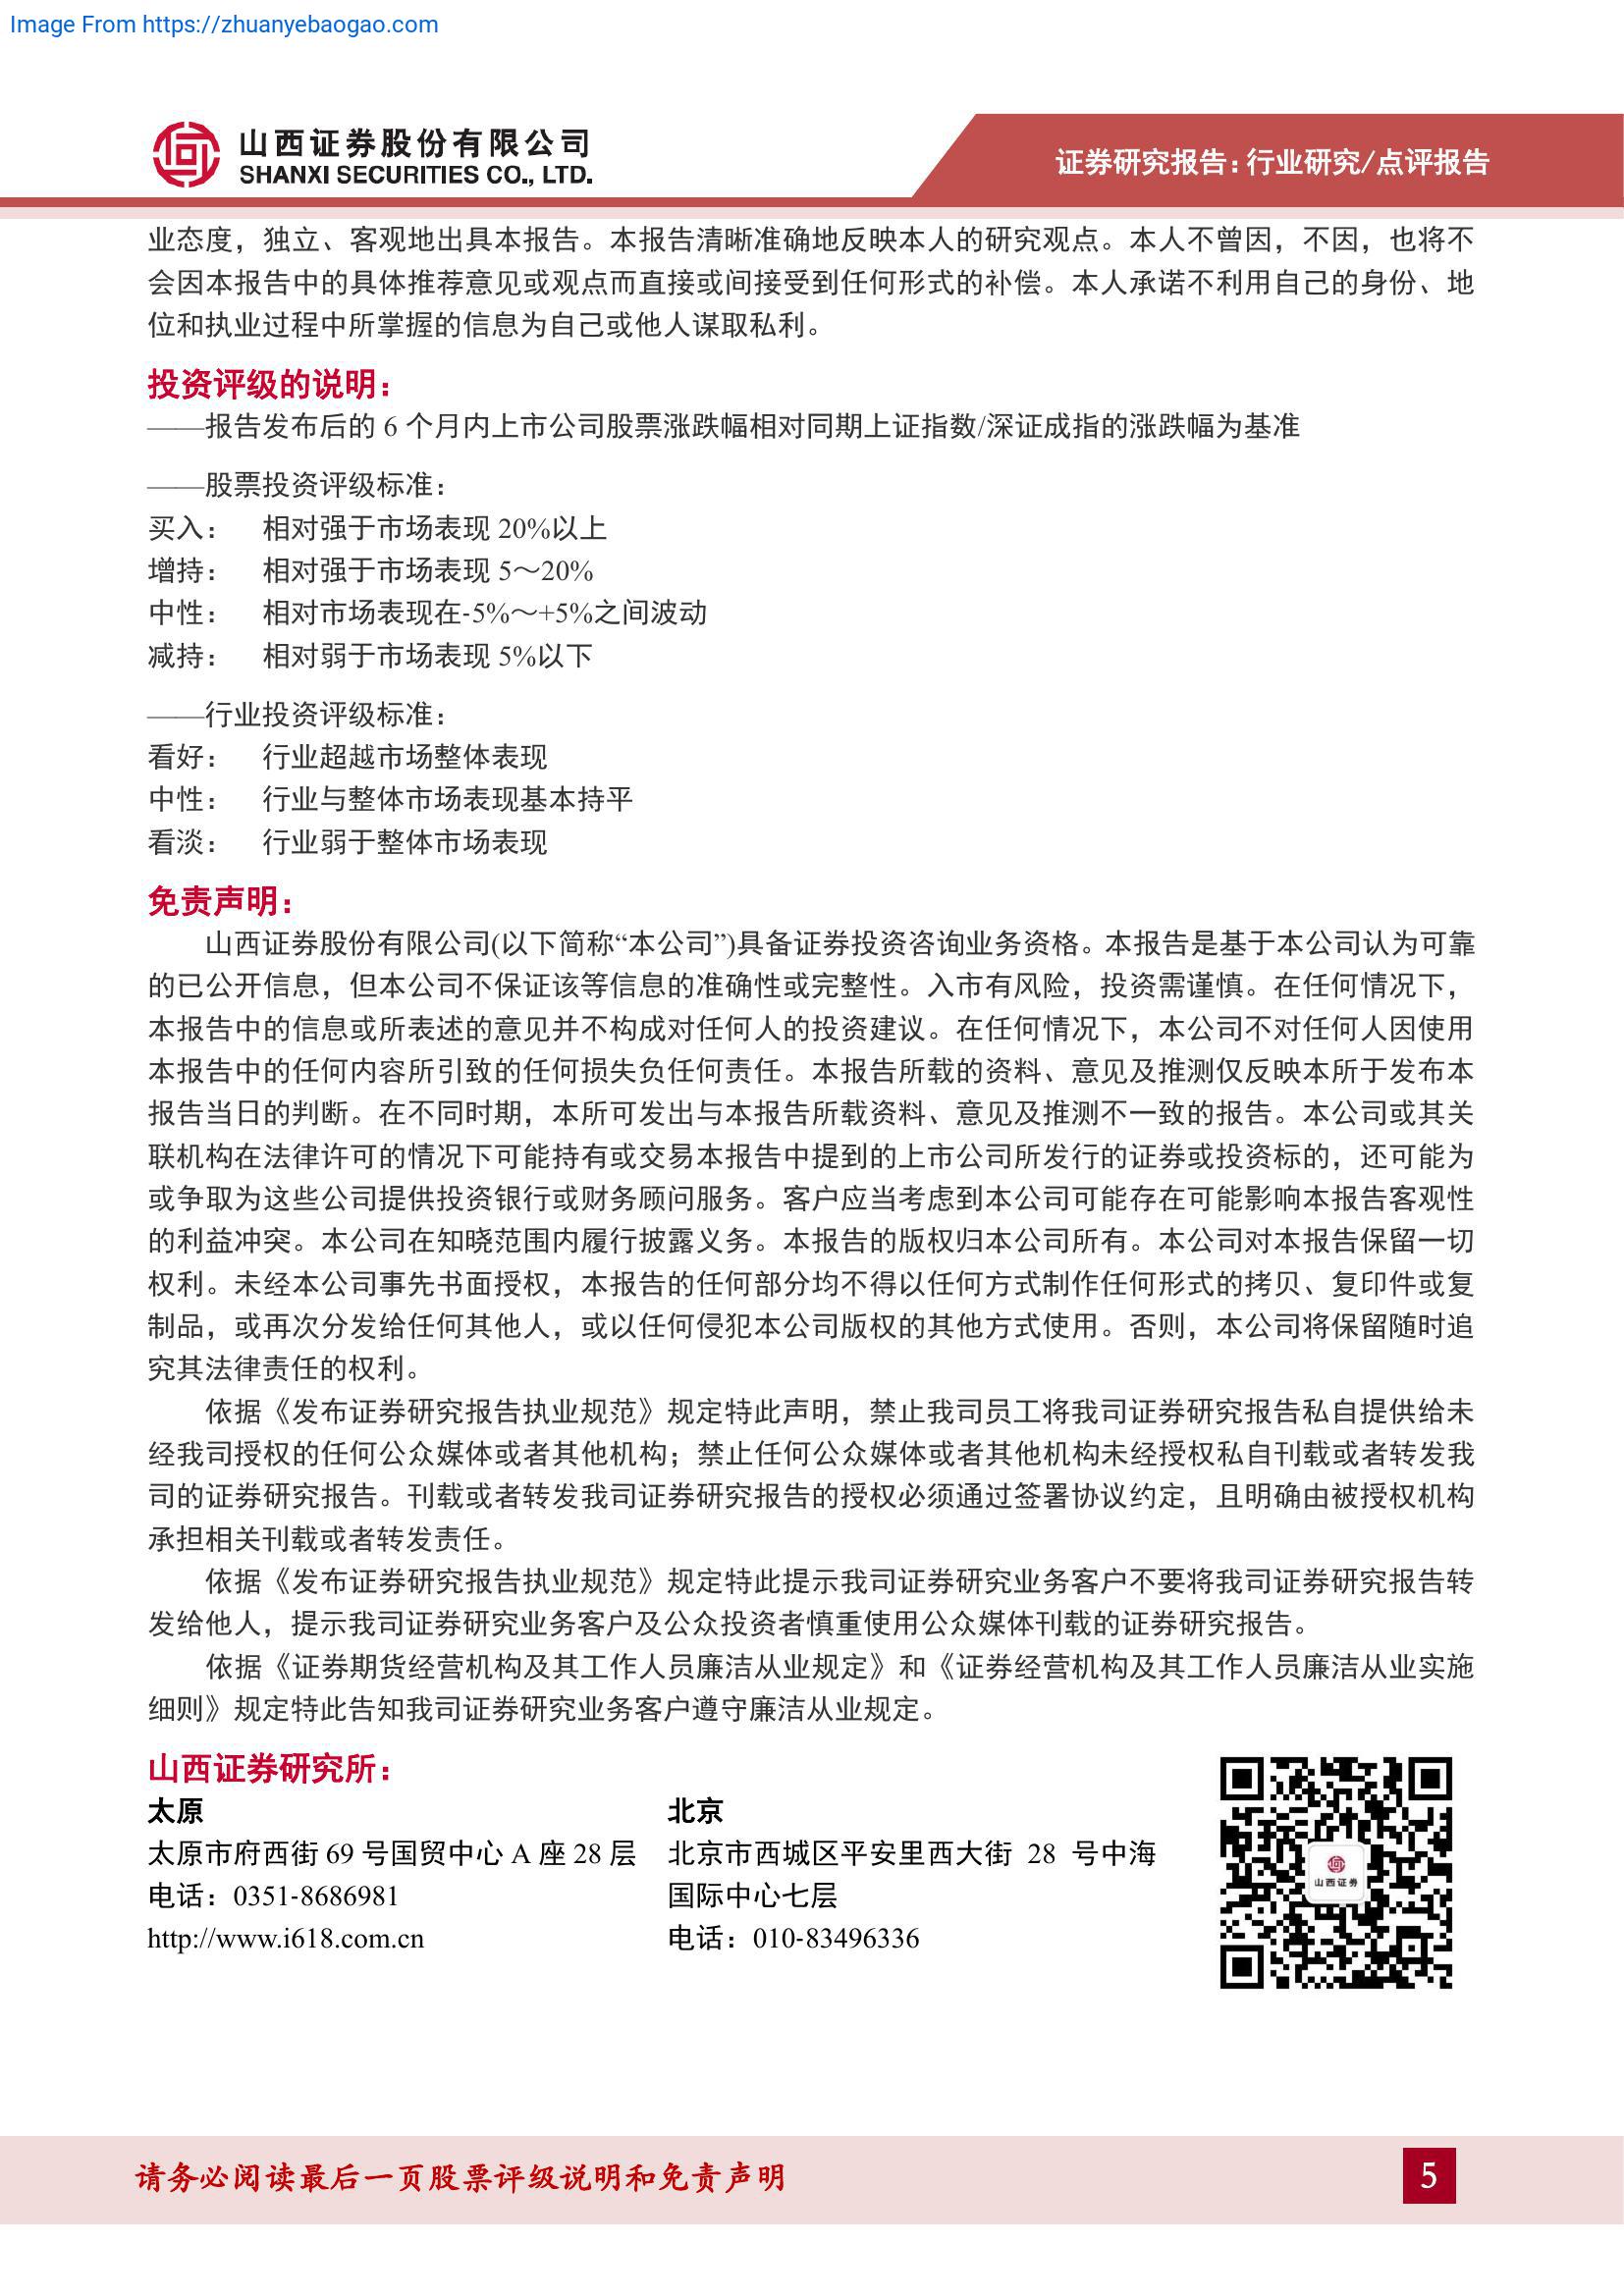 Image From https://zhuanyebaogao.com
山西证券股份有限公司
SHANXI SECURITIES CO., LTD.
证券研究报告：行业研究/点评报告
业态度，独立、客观地出具本报告。本报告清晰准确地反映本人的研究观点。本人不曾因，不因，也将不
会因本报告中的具体推荐意见或观点而直接或间接受到任何形式的补偿。本人承诺不利用自己的身份、地
位和执业过程中所掌握的信息为自己或他人谋取私利。
投资评级的说明：
——报告发布后的 6 个月内上市公司股票涨跌幅相对同期上证指数/深证成指的涨跌幅为基准
——股票投资评级标准：
买入： 相对强于市场表现 20%以上
增持： 相对强于市场表现 5～20%
中性： 相对市场表现在-5%～+5%之间波动
减持： 相对弱于市场表现 5%以下
——行业投资评级标准：
看好： 行业超越市场整体表现
中性： 行业与整体市场表现基本持平
看淡： 行业弱于整体市场表现
免责声明：
山西证券股份有限公司(以下简称“本公司”)具备证券投资咨询业务资格。本报告是基于本公司认为可靠
的已公开信息，但本公司不保证该等信息的准确性或完整性。入市有风险，投资需谨慎。在任何情况下，
本报告中的信息或所表述的意见并不构成对任何人的投资建议。在任何情况下，本公司不对任何人因使用
本报告中的任何内容所引致的任何损失负任何责任。本报告所载的资料、意见及推测仅反映本所于发布本
报告当日的判断。在不同时期，本所可发出与本报告所载资料、意见及推测不一致的报告。本公司或其关
联机构在法律许可的情况下可能持有或交易本报告中提到的上市公司所发行的证券或投资标的，还可能为
或争取为这些公司提供投资银行或财务顾问服务。客户应当考虑到本公司可能存在可能影响本报告客观性
的利益冲突。本公司在知晓范围内履行披露义务。本报告的版权归本公司所有。本公司对本报告保留一切
权利。未经本公司事先书面授权，本报告的任何部分均不得以任何方式制作任何形式的拷贝、复印件或复
制品，或再次分发给任何其他人，或以任何侵犯本公司版权的其他方式使用。否则，本公司将保留随时追
究其法律责任的权利。
依据《发布证券研究报告执业规范》规定特此声明，禁止我司员工将我司证券研究报告私自提供给未
经我司授权的任何公众媒体或者其他机构；禁止任何公众媒体或者其他机构未经授权私自刊载或者转发我
司的证券研究报告。刊载或者转发我司证券研究报告的授权必须通过签署协议约定，且明确由被授权机构
承担相关刊载或者转发责任。
依据《发布证券研究报告执业规范》规定特此提示我司证券研究业务客户不要将我司证券研究报告转
发给他人，提示我司证券研究业务客户及公众投资者慎重使用公众媒体刊载的证券研究报告。
依据《证券期货经营机构及其工作人员廉洁从业规定》和《证券经营机构及其工作人员廉洁从业实施
细则》规定特此告知我司证券研究业务客户遵守廉洁从业规定。
山西证券研究所：
太原
太原市府西街 69 号国贸中心 A 座 28 层
电话：0351-8686981
http://www.i618.com.cn
北京
北京市西城区平安里西大街 28 号中海
国际中心七层
电话：010-83496336
山西证券
请务必阅读最后一页股票评级说明和免责声明
5